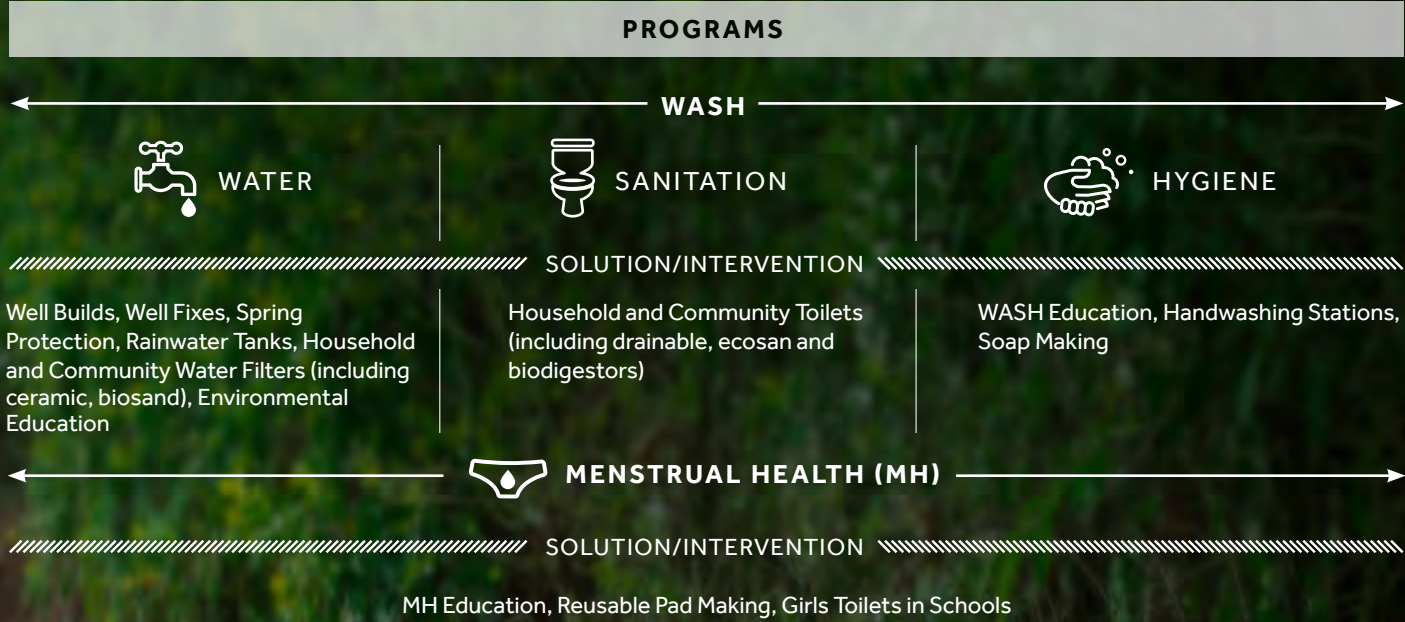 PROGRAMS
WASH
WATER
SANITATION
HYGIENE
SOLUTION/INTERVENTION
Well Builds, Well Fixes, Spring
Protection, Rainwater Tanks, Household
and Community Water Filters (including
ceramic, biosand), Environmental
Education
Household and Community Toilets
(including drainable, ecosan and
biodigestors)
WASH Education, Handwashing Stations,
Soap Making
MENSTRUAL HEALTH (MH)
SOLUTION/INTERVENTION
MH Education, Reusable Pad Making, Girls Toilets in Schools